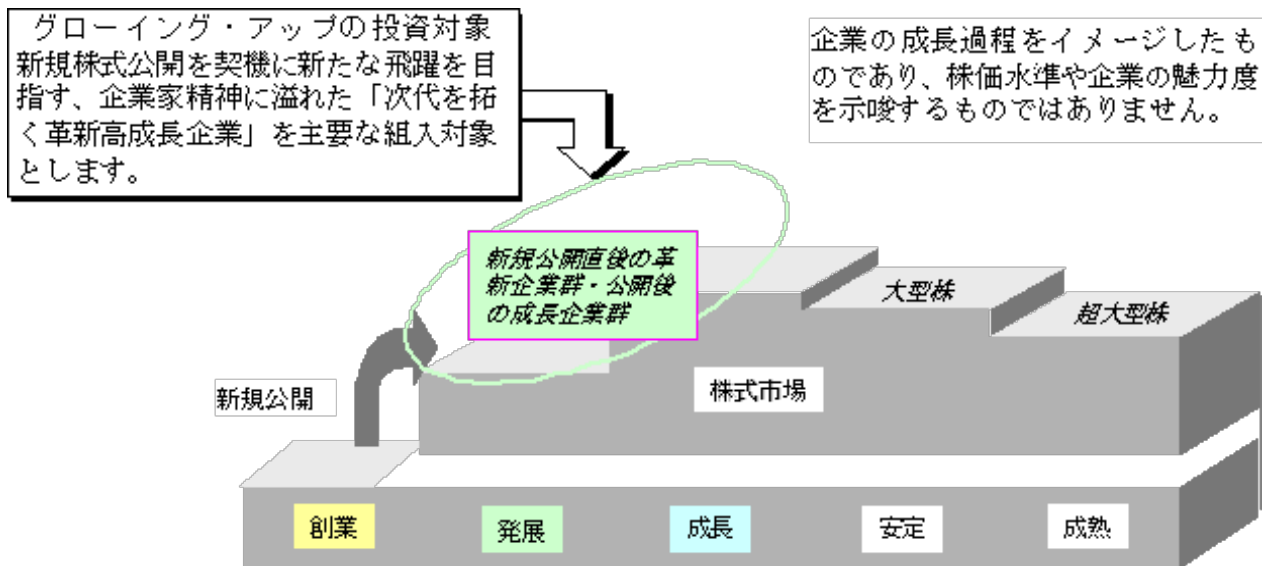 グローイング・アップの投資対象
新規株式公開を契機に新たな飛躍を目
指す、企業家精神に溢れた「次代を拓
く革新高成長企業」を主要な組入対象
とします。
企業の成長過程をイメージしたも
のであり、株価水準や企業の魅力度
を示唆するものではありません。
新規公開直後の革
新企業群・公開後
の成長企業群
大型株
超大型株
新規公開
株式市場
創業
発展
成長
安定
成熟